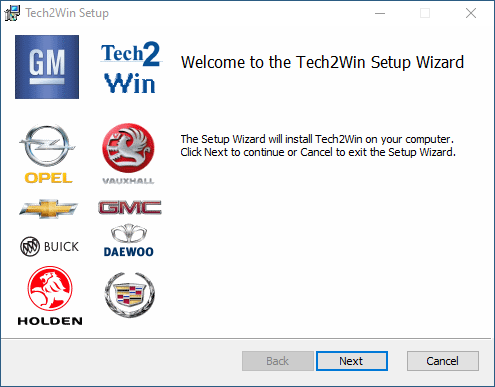 Tech2Win Setup
GM
Tech2
Win
Welcome to the Tech2Win Setup Wizard
The Setup Wizard will install Tech2Win on your computer.
Click Next to continue or Cancel to exit the Setup Wizard.
OPEL
VAUXHALL
GMC
BUICK
DAEWOO
HOLDEN
Back
Next
Cancel